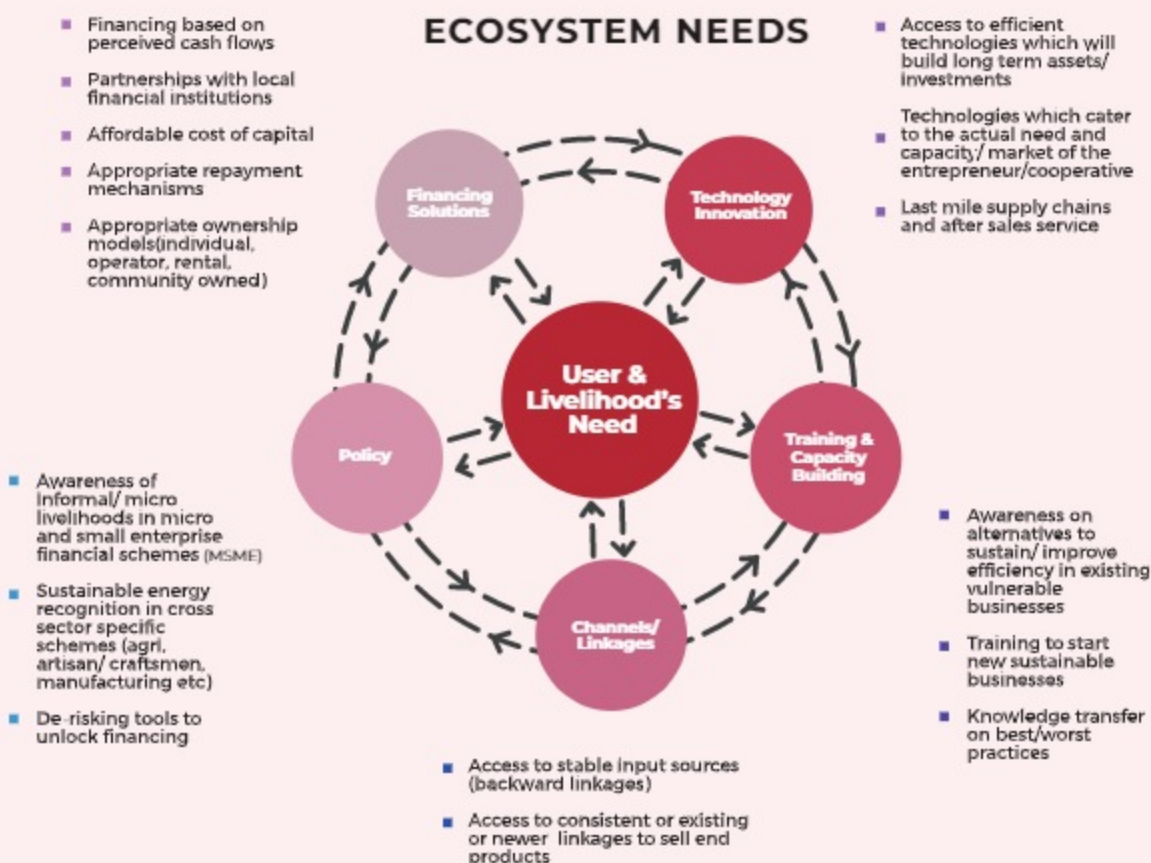 ECOSYSTEM NEEDS
Financing based on
perceived cash flows
Partnerships with local
financial institutions
Affordable cost of capital
Appropriate repayment
mechanisms
Appropriate ownership
models(individual,
operator, rental,
community owned)
Access to efficient
technologies which will
build long term assets/
investments
Technologies which cater
to the actual need and
capacity/ market of the
entrepreneur/cooperative
Last mile supply chains
and after sales service
Financing
Solutions
Technology
Innovation
User &
Livelihood's
Need
Policy
Training &
Capacity
Building
Channels/
Linkages
Awareness of
Informal/ micro
livelihoods in micro
and small enterprise
financial schemes (MSME)
Sustainable energy
recognition in cross
sector specific
schemes (agri,
artisan/ craftsmen,
manufacturing etc)
De-risking tools to
unlock financing
Awareness on
alternatives to
sustain/ improve
efficiency in existing
vulnerable
businesses
Training to start
new sustainable
businesses
Knowledge transfer
on best/worst
practices
Access to stable input sources
(backward linkages)
Access to consistent or existing
or newer linkages to sell end
products